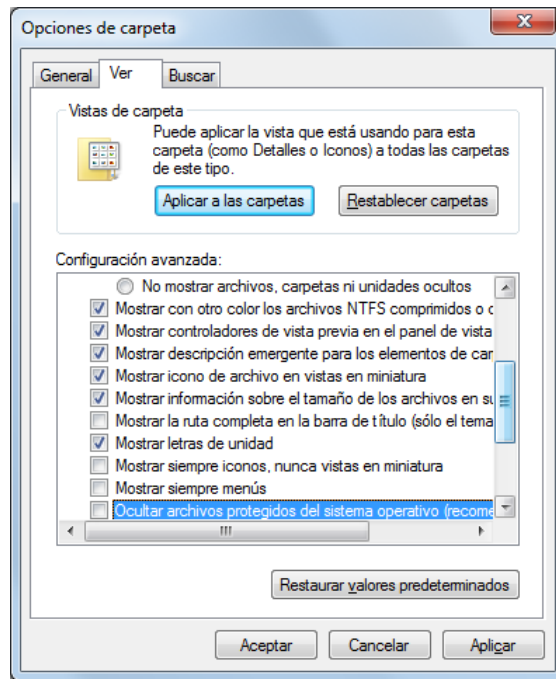 Opciones de carpeta
General Ver Buscar
Vistas de carpeta
Puede aplicar la vista que está usando para esta
carpeta (como Detalles o Iconos) a todas las carpetas
de este tipo.
Aplicar a las carpetas Restablecer carpetas
Configuración avanzada:
No mostrar archivos, carpetas ni unidades ocultos
Mostrar con otro color los archivos NTFS comprimidos o c
Mostrar controladores de vista previa en el panel de vista
Mostrar descripción emergente para los elementos de car
Mostrar icono de archivo en vistas en miniatura
Mostrar información sobre el tamaño de los archivos en su
Mostrar la ruta completa en la barra de título (sólo el tema
Mostrar letras de unidad
Mostrar siempre iconos, nunca vistas en miniatura
Mostrar siempre menús
Ocultar archivos protegidos del sistema operativo (recome
Restaurar valores predeterminados
Aceptar Cancelar Aplicar